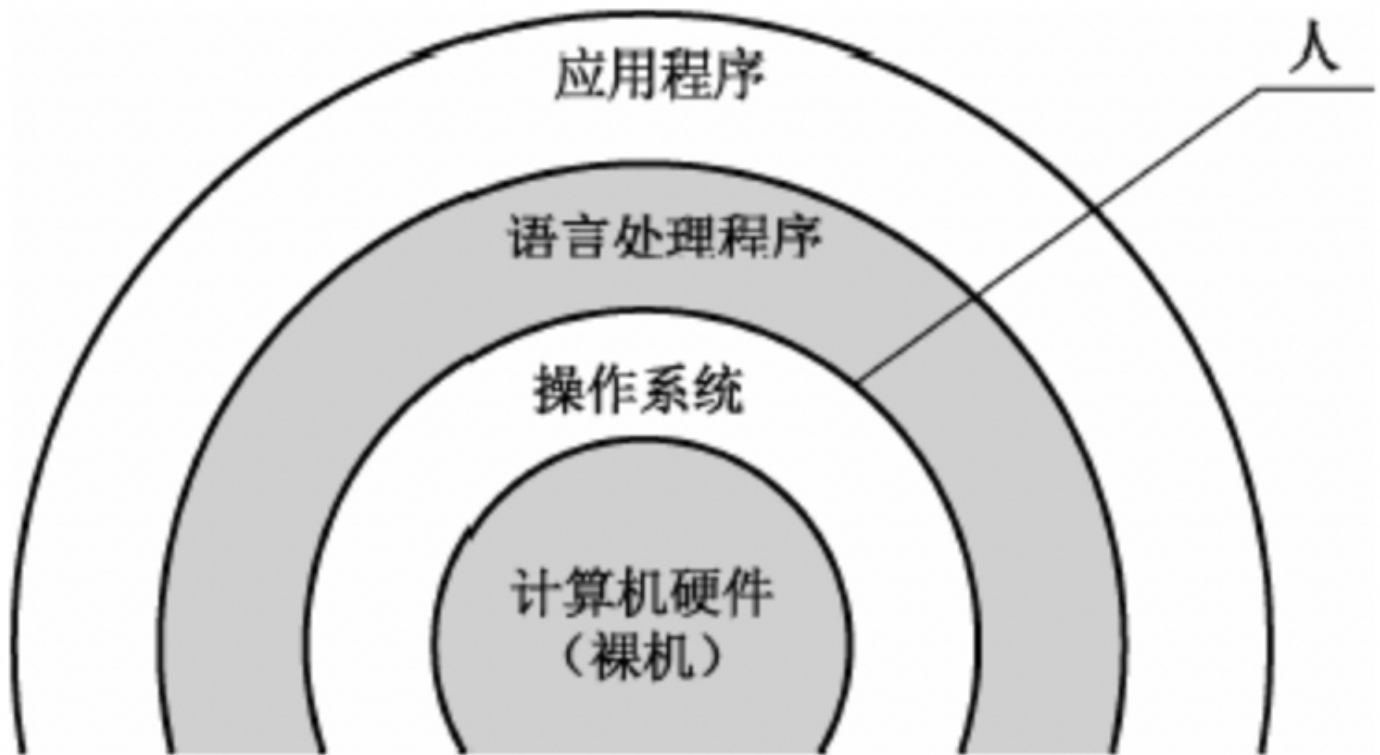 人
应用程序
语言处理程序
操作系统
计算机硬件
（裸机）